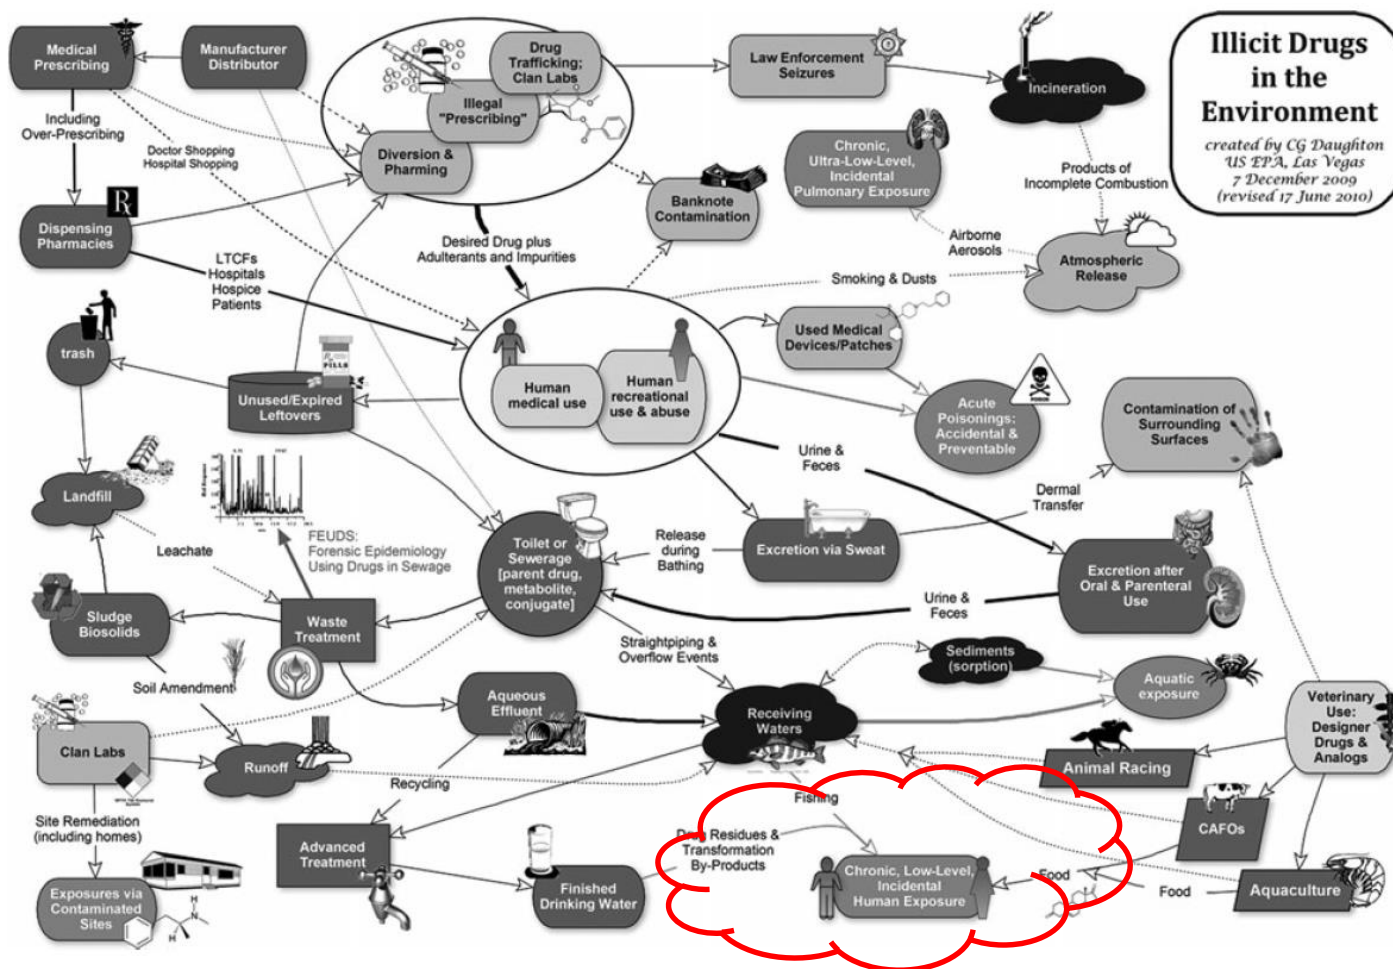 Illicit Drugs
in the
Environment
created by CG Daughton
US EPA, Las Vegas
7 December 2009
(revised 17 June 2010)
Medical
Prescribing
Manufacturer
Distributor
Drug
Trafficking;
Clan Labs
Illegal
"Prescribing"
Diversion &
Pharming
Law Enforcement
Seizures
Incineration
Including
Over-Prescribing
Doctor Shopping
Hospital Shopping
Chronic,
Ultra-Low-Level,
Incidental
Pulmonary Exposure
Products of
Incomplete Combustion
Banknote
Contamination
Dispensing
Pharmacies
Desired Drug plus
Adulterants and Impurities
Airborne
Aerosols
Atmospheric
Release
LTCFs
Hospitals
Hospice
Patients
Smoking & Dusts
trash
PILLS
Unused/Expired
Leftovers
Human
medical use
Human
recreational
use & abuse
Used Medical
Devices/Patches
POISON
Acute
Poisonings:
Accidental &
Preventable
Contamination of
Surrounding
Surfaces
Urine &
Feces
Dermal
Transfer
Landfill
Leachate
FEUDS:
Forensic Epidemiology
Using Drugs in Sewage
Toilet or
Sewerage
[parent drug,
metabolite,
conjugate]
Release
during
Bathing
Excretion via Sweat
Excretion after
Oral & Parenteral
Use
Urine &
Feces
Sludge
Biosolids
Waste
Treatment
Straightpiping &
Overflow Events
Sediments
(sorption)
Soil Amendment
Aqueous
Effluent
Receiving
Waters
Aquatic
exposure
Veterinary
Use:
Designer
Drugs &
Analogs
Clan Labs
Runoff
Recycling
Animal Racing
Fishing
CAFOs
Site Remediation
(including homes)
Advanced
Treatment
Drug Residues &
Transformation
By-Products
Finished
Drinking Water
Chronic, Low-Level,
Incidental
Human Exposure
Food
Food
Aquaculture
Exposures via
Contaminated
Sites
H
N
H